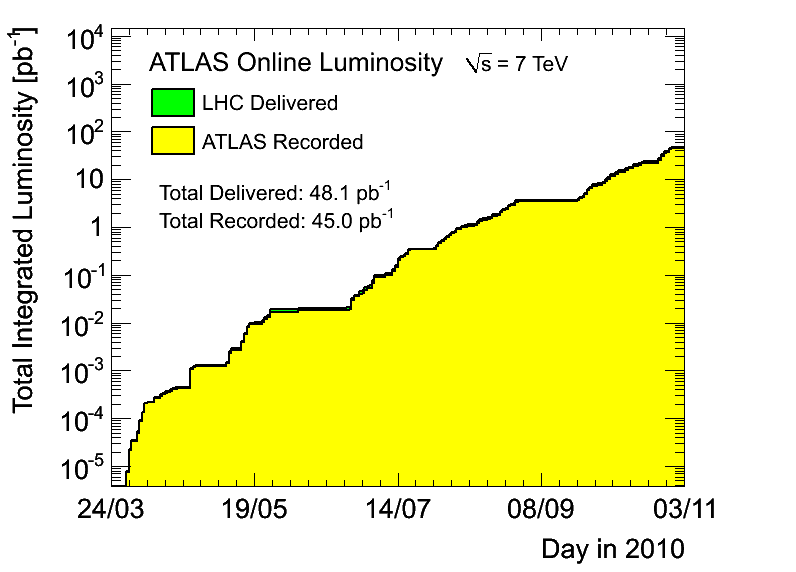 Total Integrated Luminosity [pb⁻¹]
10⁴
10³
10²
10
1
10⁻¹
10⁻²
10⁻³
10⁻⁴
10⁻⁵
ATLAS Online Luminosity √s = 7 TeV
LHC Delivered
ATLAS Recorded
Total Delivered: 48.1 pb⁻¹
Total Recorded: 45.0 pb⁻¹
24/03 19/05 14/07 08/09 03/11
Day in 2010